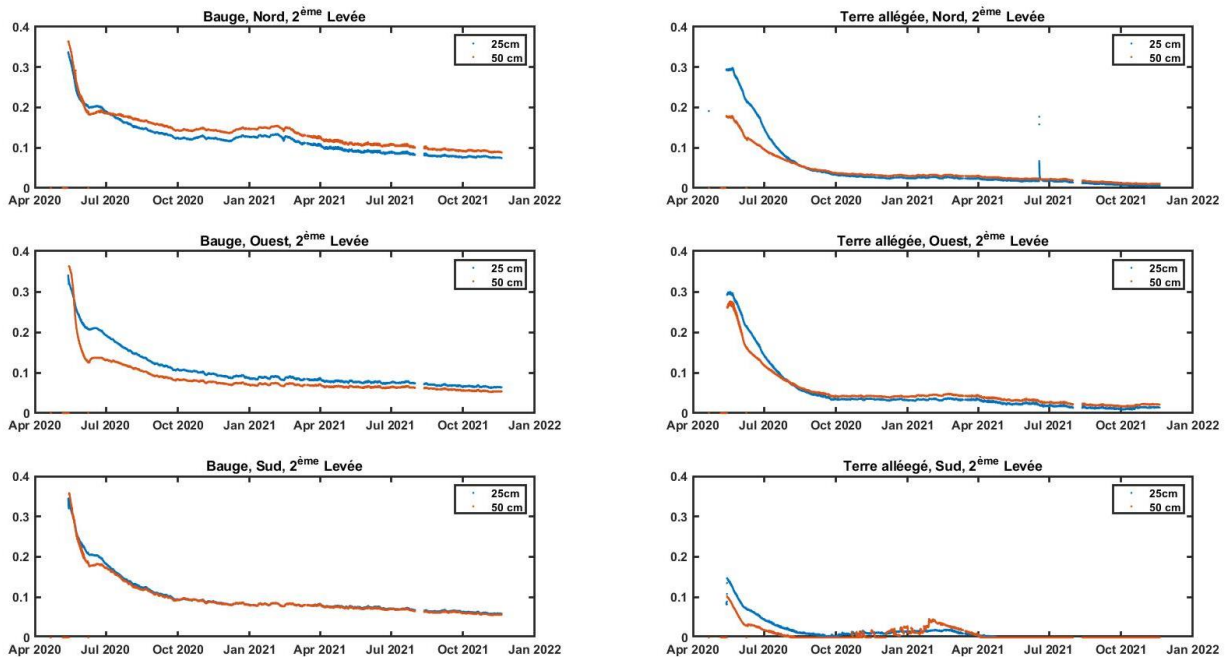 Bauge, Nord, 2ème Levée
0.4
0.3
0.2
0.1
0
25cm
50 cm
Apr 2020 Jul 2020 Oct 2020 Jan 2021 Apr 2021 Jul 2021 Oct 2021 Jan 2022
Terre allégée, Nord, 2ème Levée
0.4
0.3
0.2
0.1
0
25 cm
50 cm
Apr 2020 Jul 2020 Oct 2020 Jan 2021 Apr 2021 Jul 2021 Oct 2021 Jan 2022
Bauge, Ouest, 2ème Levée
0.4
0.3
0.2
0.1
0
25 cm
50 cm
Apr 2020 Jul 2020 Oct 2020 Jan 2021 Apr 2021 Jul 2021 Oct 2021 Jan 2022
Terre allégée, Ouest, 2ème Levée
0.4
0.3
0.2
0.1
0
25cm
50 cm
Apr 2020 Jul 2020 Oct 2020 Jan 2021 Apr 2021 Jul 2021 Oct 2021 Jan 2022
Bauge, Sud, 2ème Levée
0.4
0.3
0.2
0.1
0
25cm
50 cm
Apr 2020 Jul 2020 Oct 2020 Jan 2021 Apr 2021 Jul 2021 Oct 2021 Jan 2022
Terre alléegé, Sud, 2ème Levée
0.4
0.3
0.2
0.1
0
25cm
50 cm
Apr 2020 Jul 2020 Oct 2020 Jan 2021 Apr 2021 Jul 2021 Oct 2021 Jan 2022